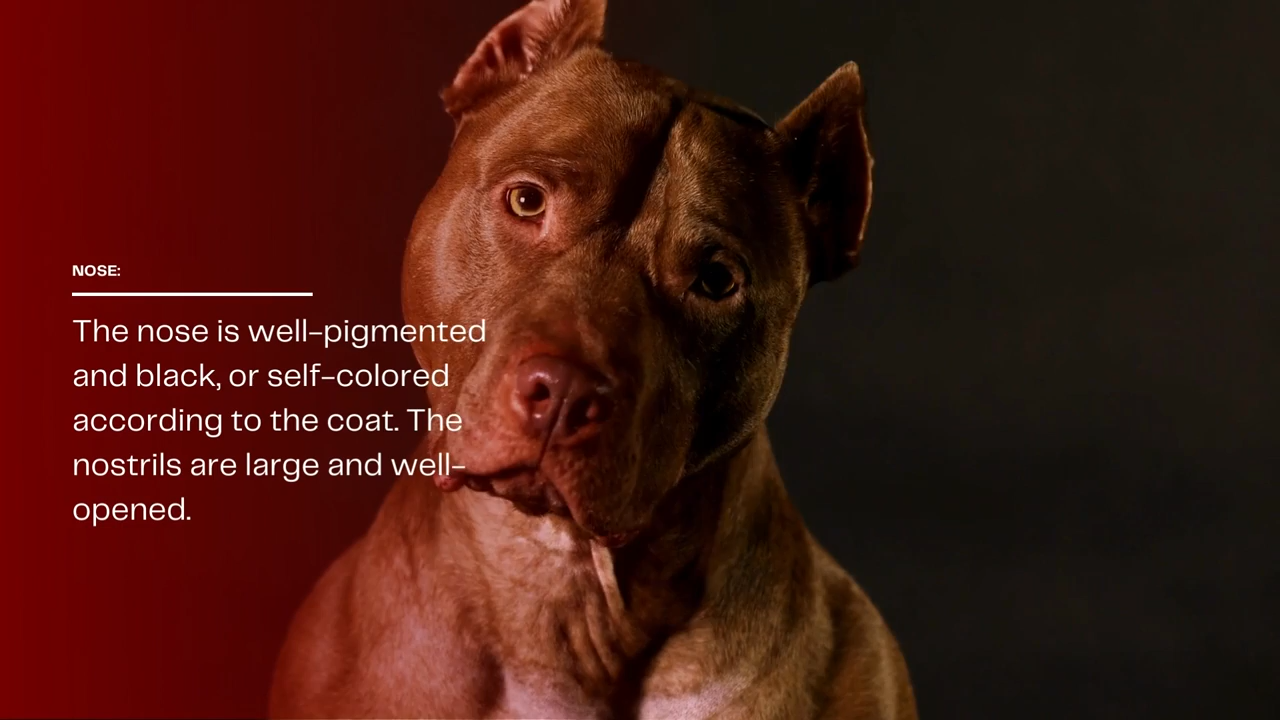 NOSE:
The nose is well-pigmented
and black, or self-colored
according to the coat. The
nostrils are large and well-
opened.